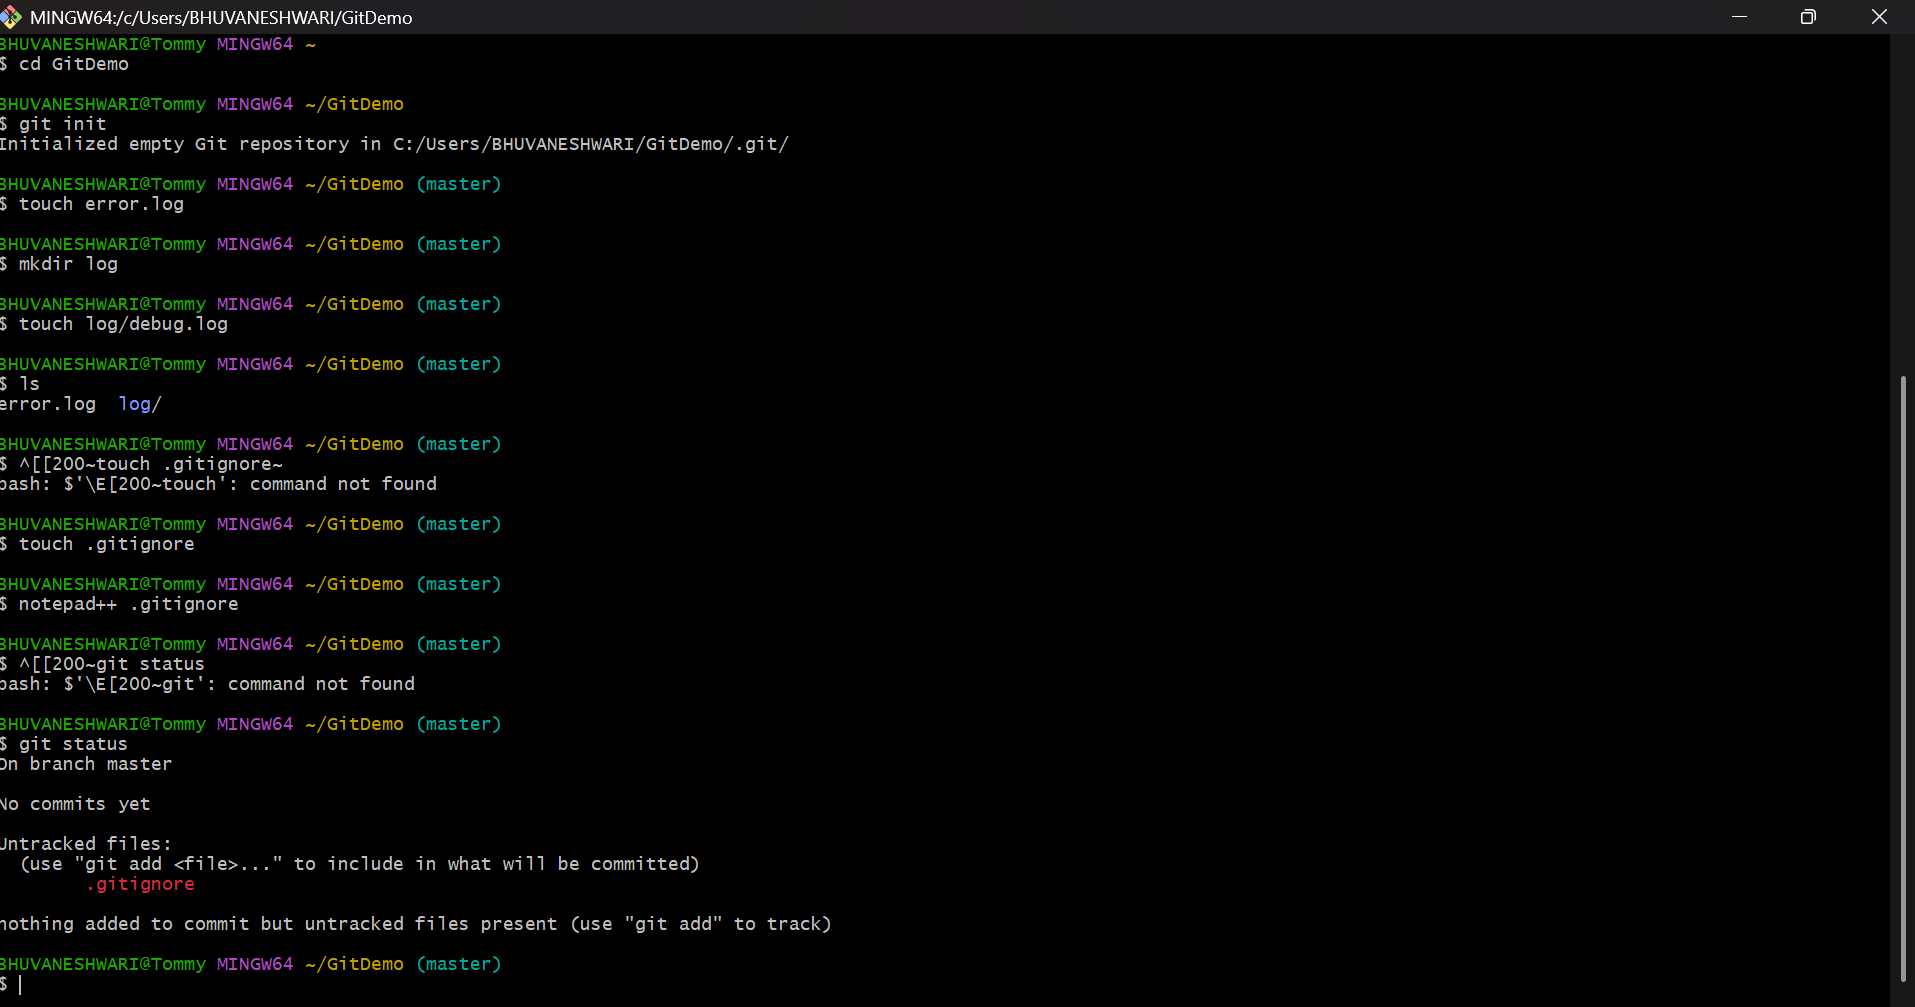 MINGW64:/c/Users/BHUVANESHWARI/GitDemo
BHUVANESHWARI@Tommy MINGW64 ~
$ cd GitDemo
BHUVANESHWARI@Tommy MINGW64 ~/GitDemo
$ git init
Initialized empty Git repository in C:/Users/BHUVANESHWARI/GitDemo/.git/
BHUVANESHWARI@Tommy MINGW64 ~/GitDemo (master)
$ touch error.log
BHUVANESHWARI@Tommy MINGW64 ~/GitDemo (master)
$ mkdir log
BHUVANESHWARI@Tommy MINGW64 ~/GitDemo (master)
$ touch log/debug.log
BHUVANESHWARI@Tommy MINGW64 ~/GitDemo (master)
$ ls
error.log  log/
BHUVANESHWARI@Tommy MINGW64 ~/GitDemo (master)
$ ^[[200~touch .gitignore~
bash: $'\E[200~touch': command not found
BHUVANESHWARI@Tommy MINGW64 ~/GitDemo (master)
$ touch .gitignore
BHUVANESHWARI@Tommy MINGW64 ~/GitDemo (master)
$ notepad++ .gitignore
BHUVANESHWARI@Tommy MINGW64 ~/GitDemo (master)
$ ^[[200~git status
bash: $'\E[200~git': command not found
BHUVANESHWARI@Tommy MINGW64 ~/GitDemo (master)
$ git status
On branch master
No commits yet
Untracked files:
  (use "git add <file>..." to include in what will be committed)
        .gitignore
nothing added to commit but untracked files present (use "git add" to track)
BHUVANESHWARI@Tommy MINGW64 ~/GitDemo (master)
$